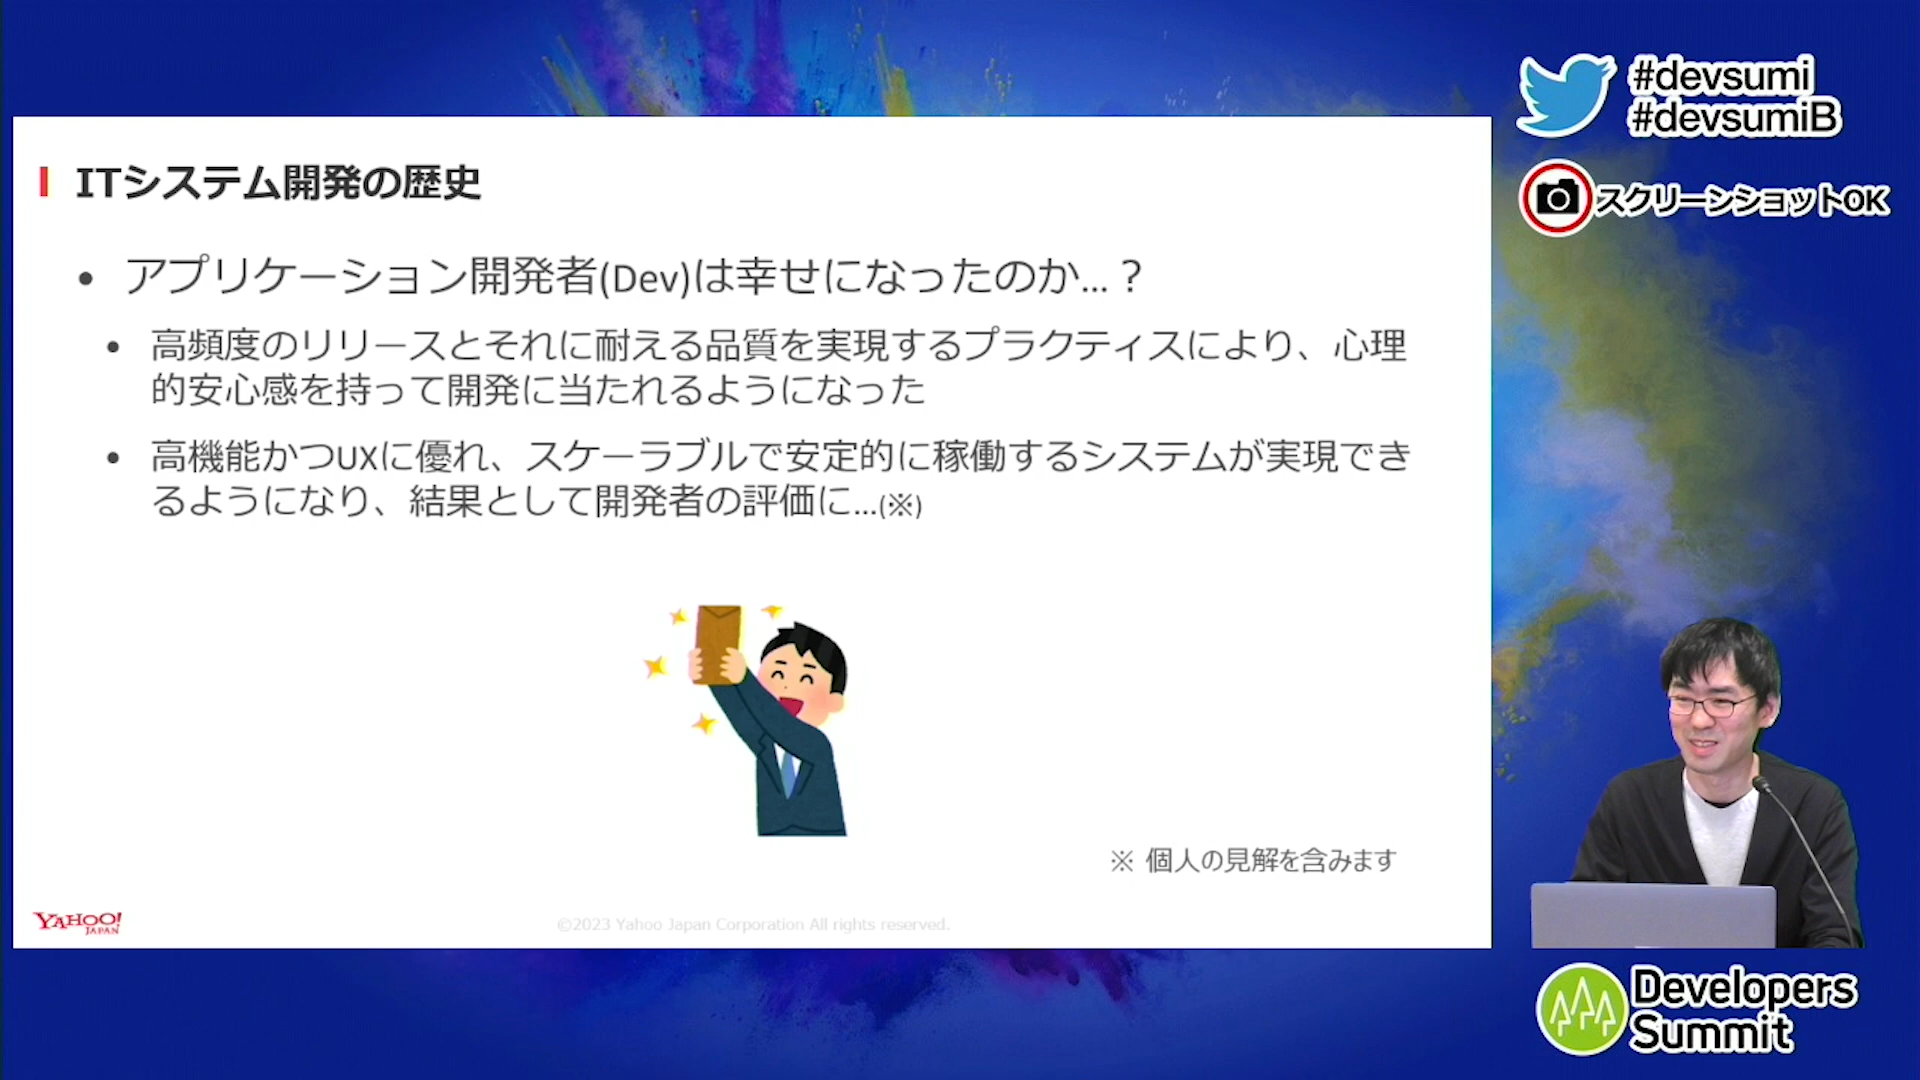 ITシステム開発の歴史
• アプリケーション開発者(Dev)は幸せになったのか...？
• 高頻度のリリースとそれに耐える品質を実現するプラクティスにより、心理
的安心感を持って開発に当たれるようになった
• 高機能かつUXに優れ、スケーラブルで安定的に稼働するシステムが実現でき
るようになり、結果として開発者の評価に...(※)
※ 個人の見解を含みます
YAHOO!
JAPAN
©2023 Yahoo Japan Corporation All rights reserved.
#devsumi
#devsumiB
スクリーンショットOK
Developers
Summit